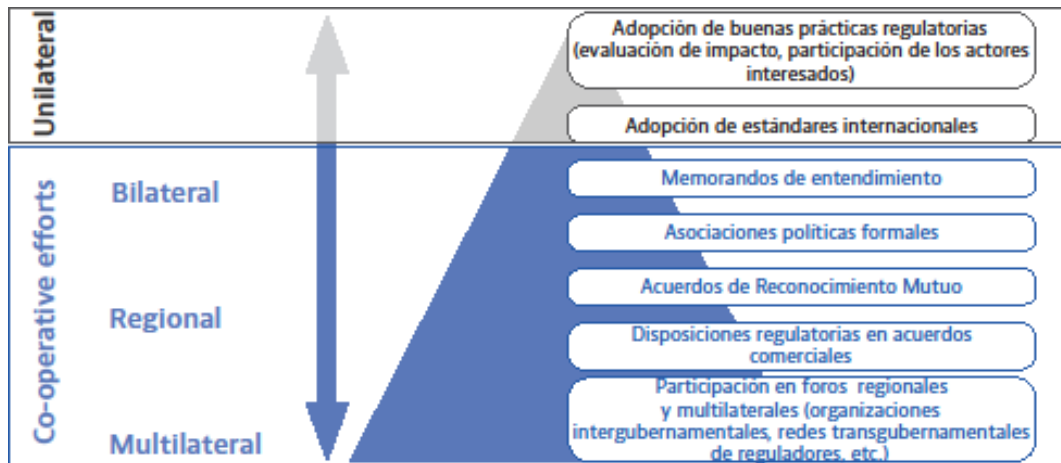 Unilateral
Adopción de buenas prácticas regulatorias
(evaluación de impacto, participación de los actores
interesados)
Adopción de estándares internacionales
Co-operative efforts
Bilateral
Memorandos de entendimiento
Asociaciones políticas formales
Acuerdos de Reconocimiento Mutuo
Regional
Disposiciones regulatorias en acuerdos
comerciales
Participación en foros regionales
y multilaterales (organizaciones
intergubernamentales, redes transgubernamentales
de reguladores, etc.)
Multilateral